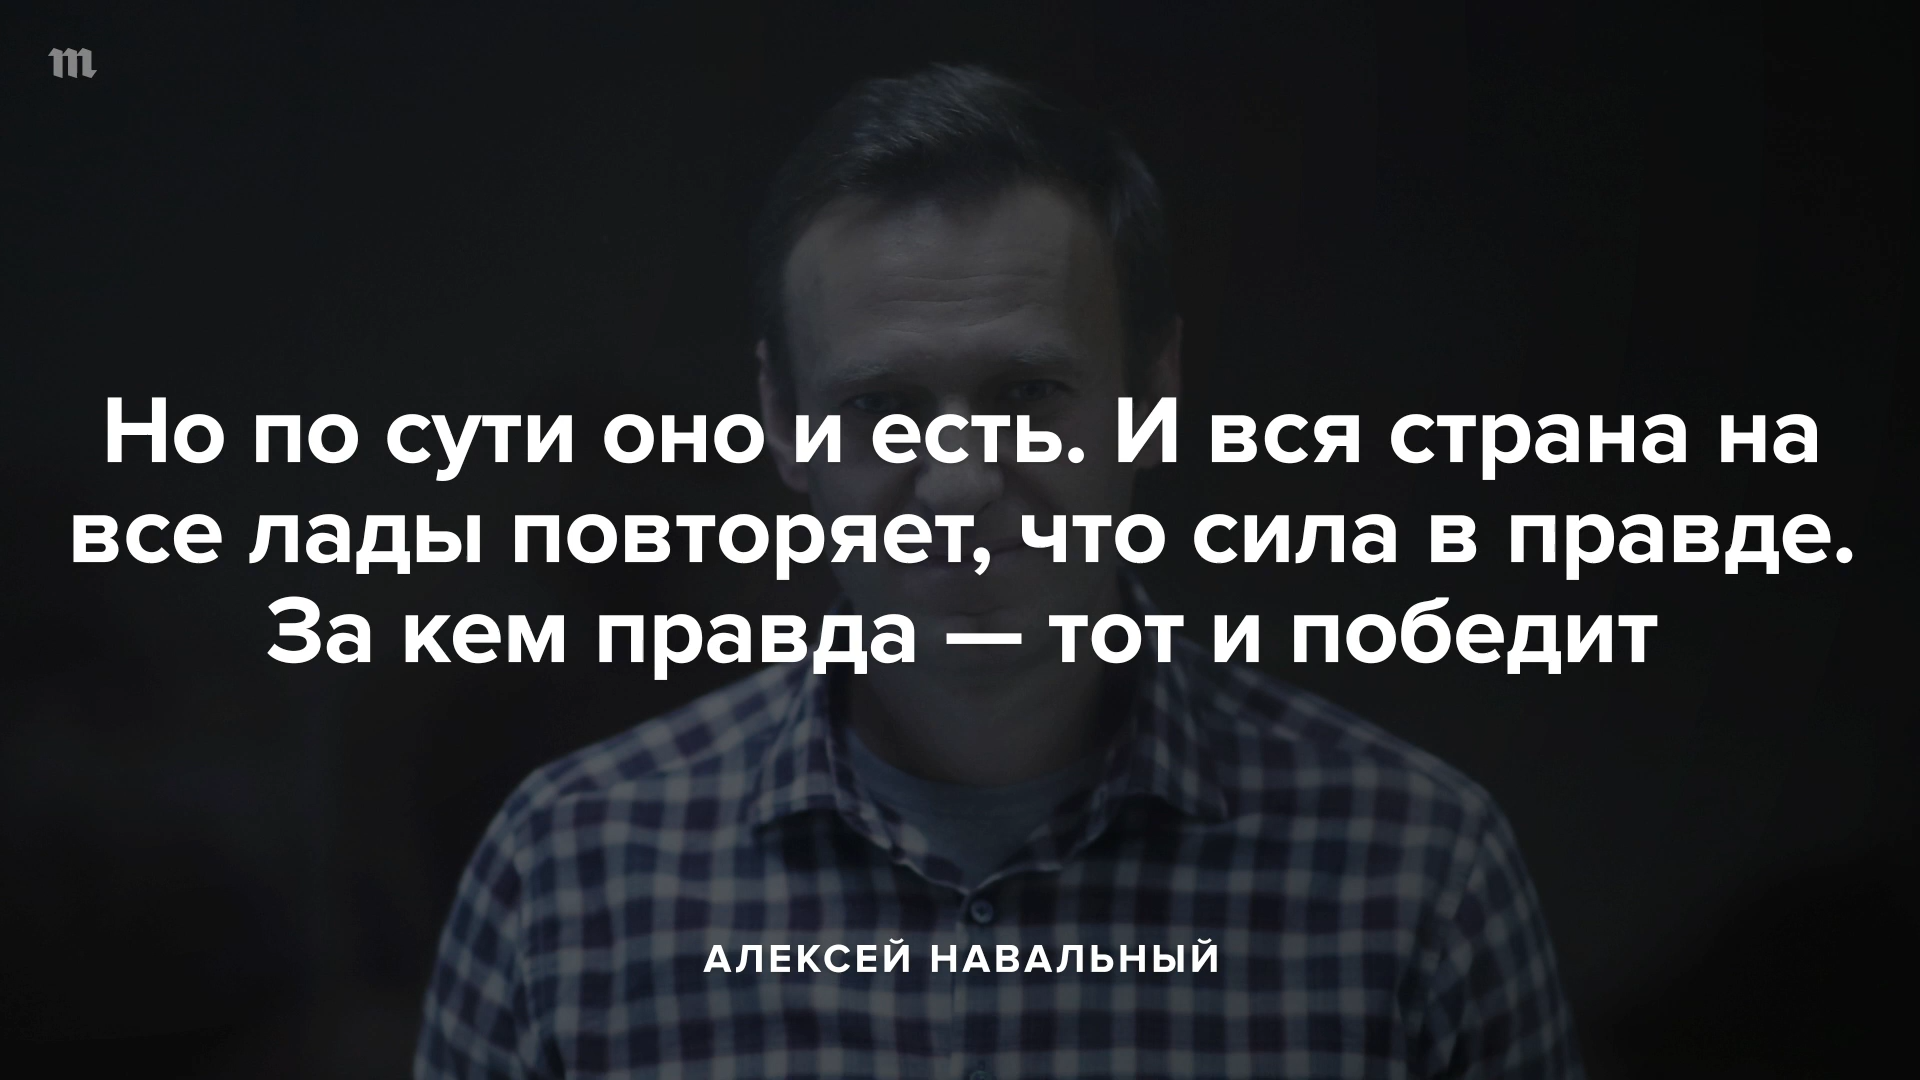 m
Но по сути оно и есть. И вся страна на
все лады повторяет, что сила в правде.
За кем правда — тот и победит
АЛЕКСЕЙ НАВАЛЬНЫЙ